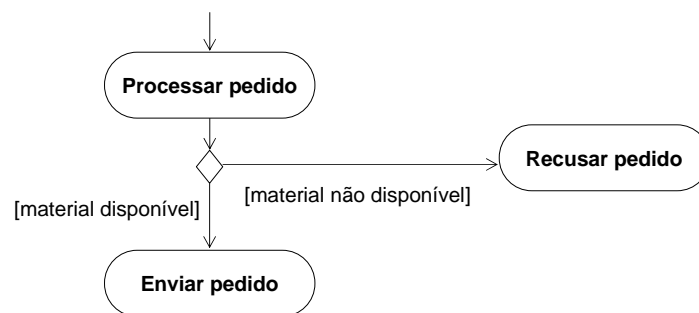 Processar pedido
Recusar pedido
[material não disponível]
[material disponível]
Enviar pedido